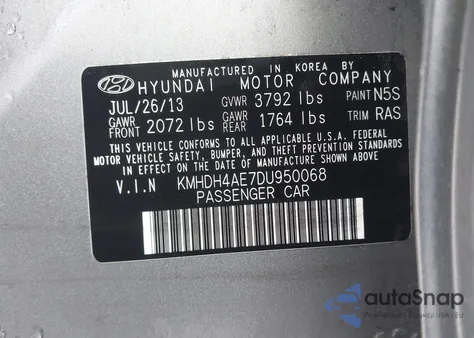 MANUFACTURED IN KOREA BY
HYUNDAI MOTOR COMPANY
JUL/26/13 GVWR 3792 lbs PAINT N5S
GAWR FRONT 2072 lbs GAWR REAR 1764 lbs TRIM RAS
THIS VEHICLE CONFORMS TO ALL APPLICABLE U.S.A. FEDERAL
MOTOR VEHICLE SAFETY, BUMPER, AND THEFT PREVENTION STANDARDS
IN EFFECT ON THE DATE OF MANUFACTURE SHOWN ABOVE.
V.I.N KMHDH4AE7DU950068
PASSENGER CAR
autoSnap